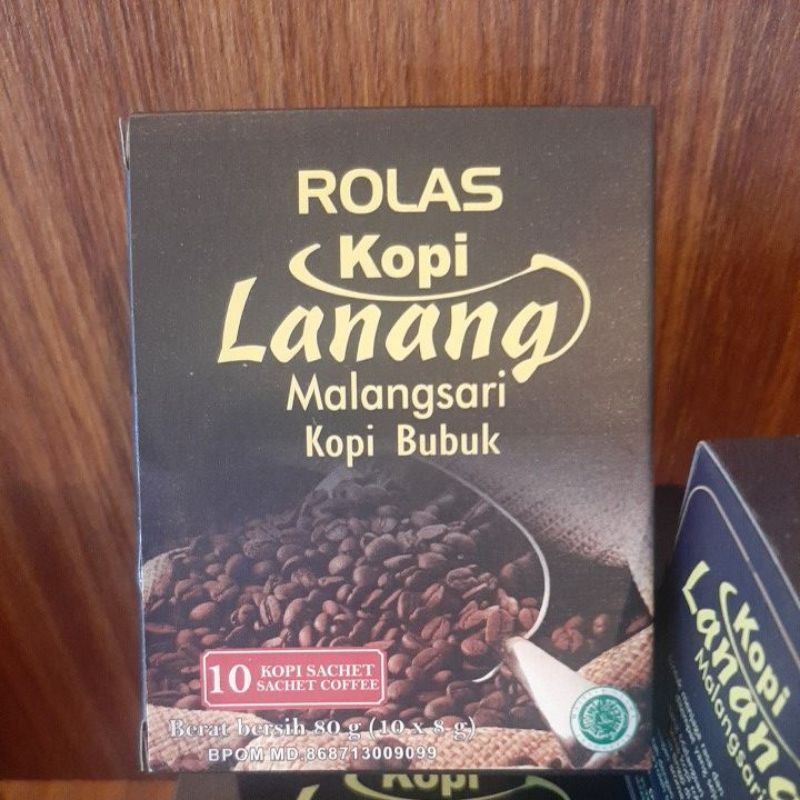 ROLAS
Kopi
Lanang
Malangsari
Kopi Bubuk
10 KOPI SACHET
SACHET COFFEE
Berat bersih 80 g (10 x 8 g)
BPOM MD.868713009099
Kopi
Lanang
Malangsari
Kopi